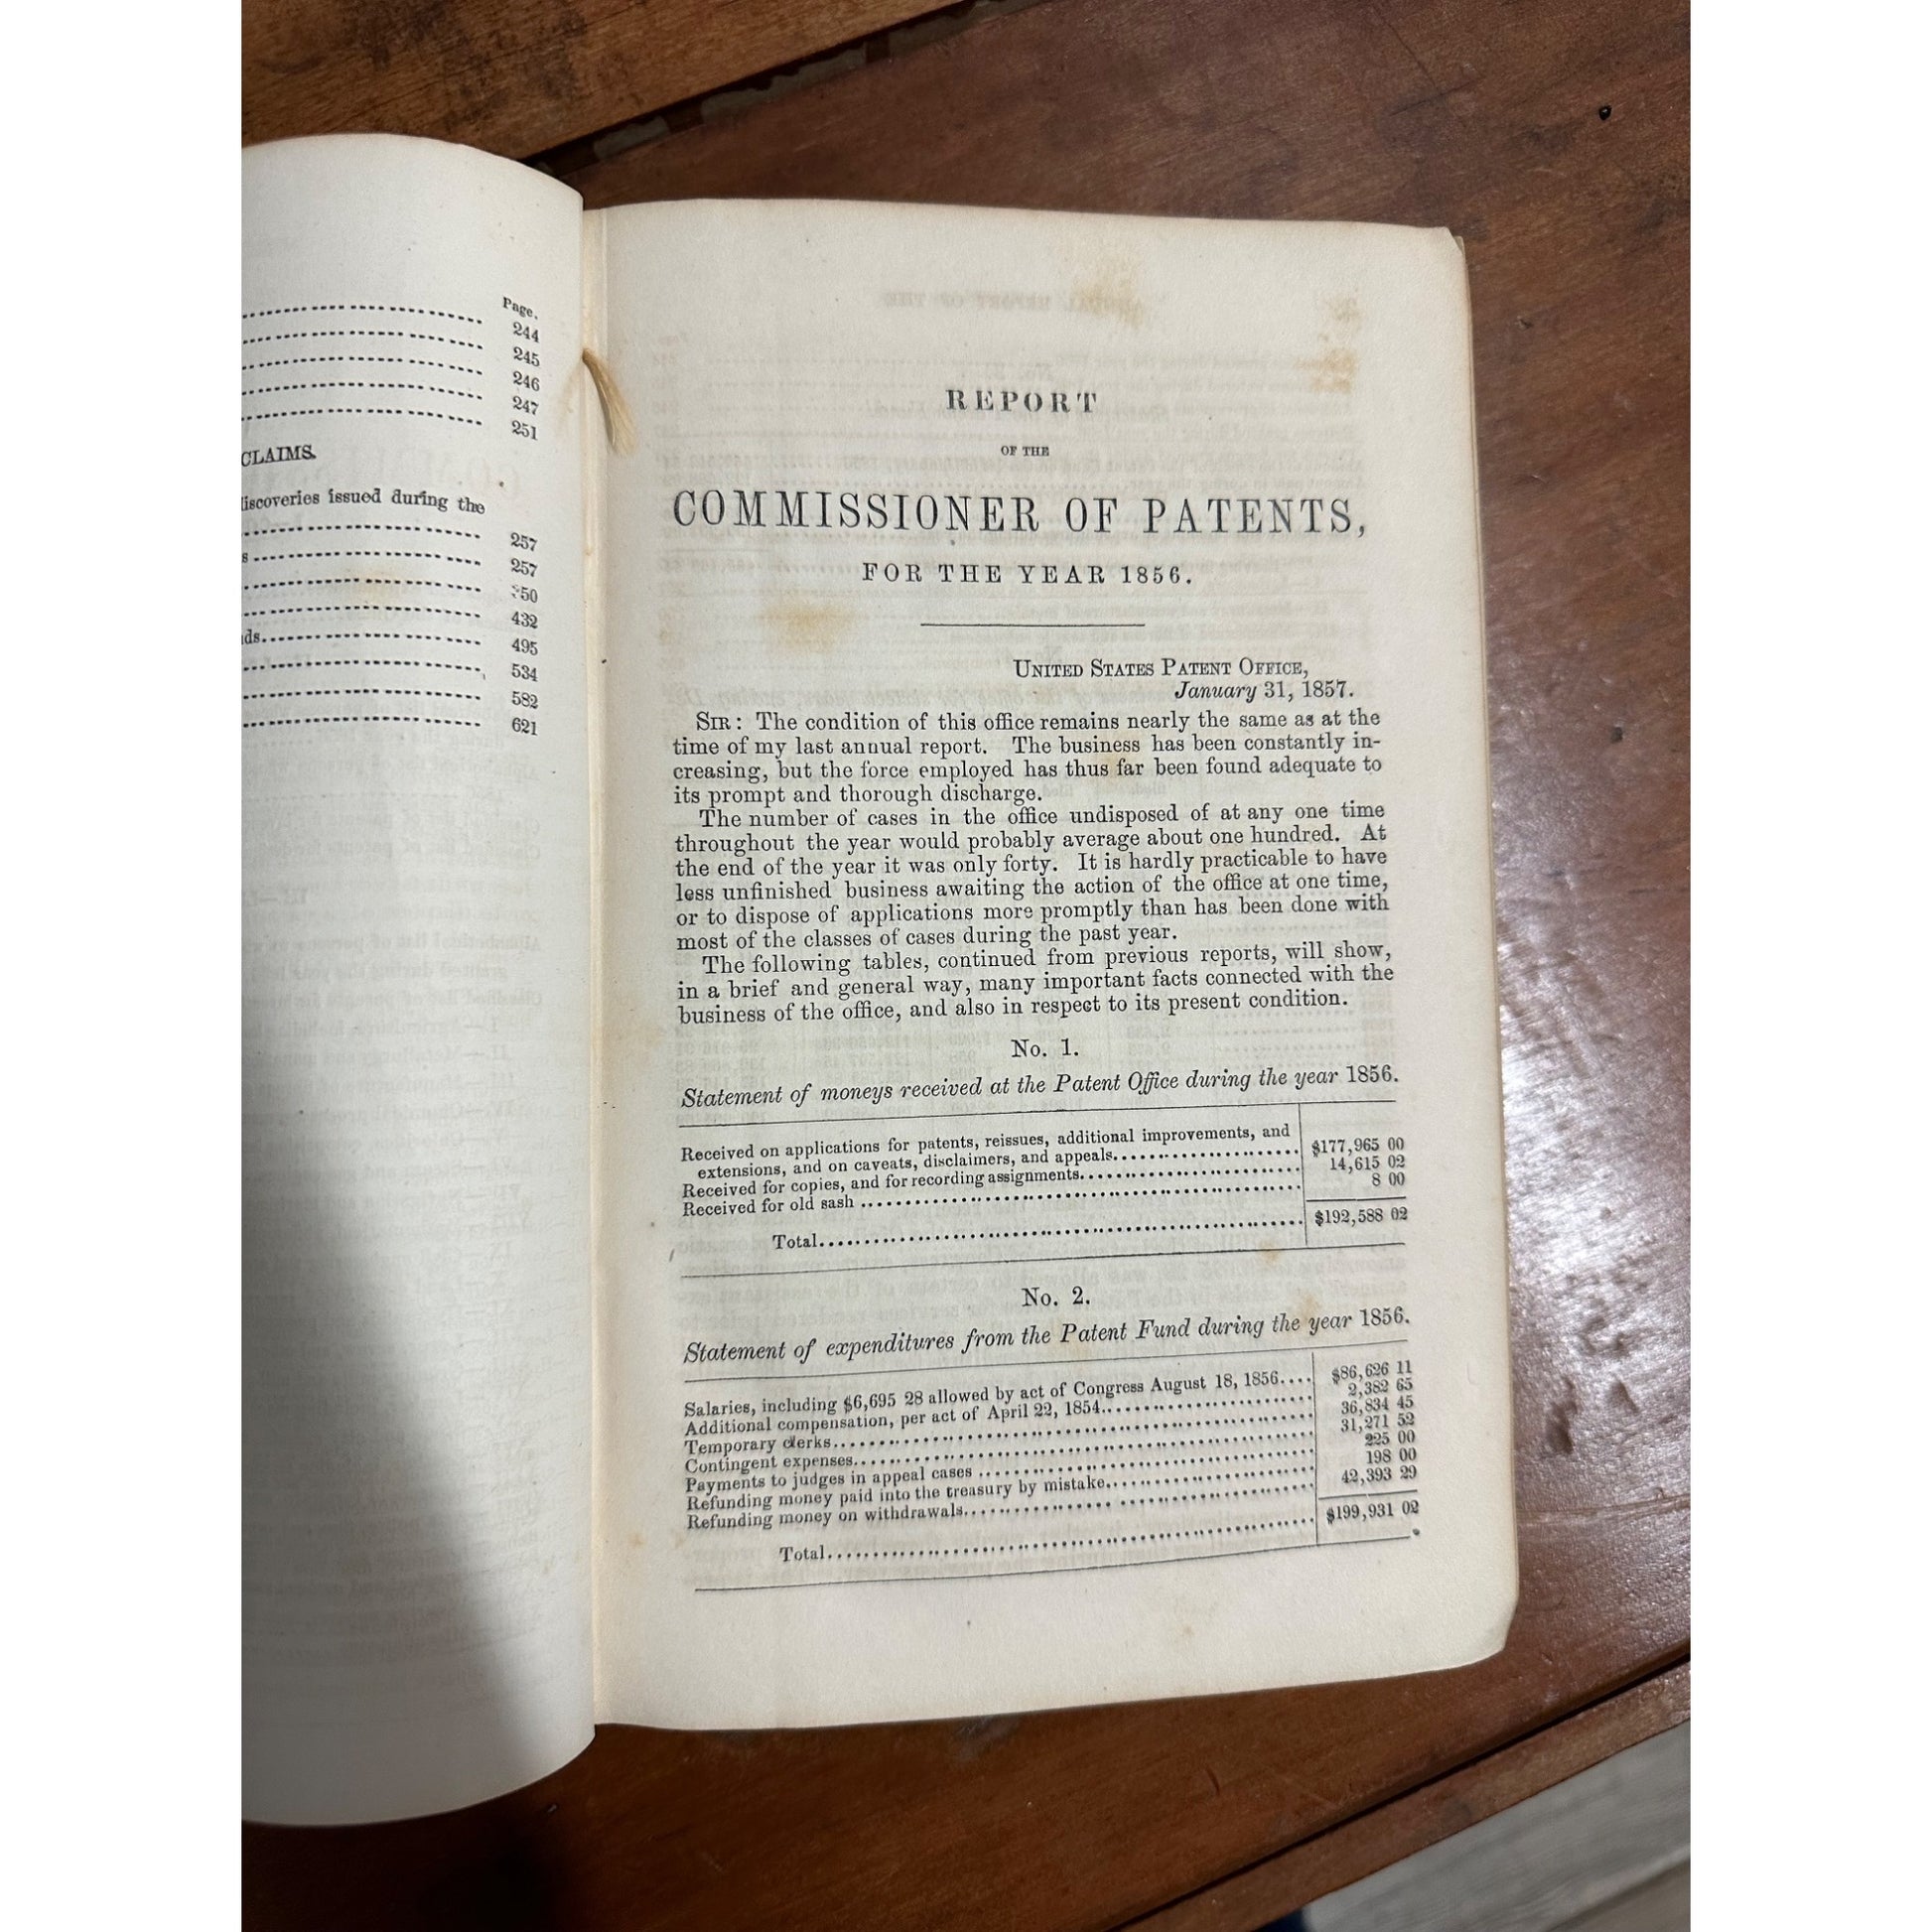 Page.
244
245
246
247
251
CLAIMS.
discoveries issued during the
257
257
432
ds
495
534
582
621
REPORT
OF THE
COMMISSIONER OF PATENTS,
FOR THE YEAR 1856.
UNITED STATES PATENT OFFICE,
January 31, 1857.
SIR: The condition of this office remains nearly the same as at the
time of my last annual report. The business has been constantly in-
creasing, but the force employed has thus far been found adequate to
its prompt and thorough discharge.
The number of cases in the office undisposed of at any one time
throughout the year would probably average about one hundred. At
the end of the year it was only forty. It is hardly practicable to have
less unfinished business awaiting the action of the office at one time,
or to dispose of applications more promptly than has been done with
most of the classes of cases during the past year.
The following tables, continued from previous reports, will show,
in a brief and general way, many important facts connected with the
business of the office, and also in respect to its present condition.
No. 1.
Statement of moneys received at the Patent Office during the year 1856.
Received on applications for patents, reissues, additional improvements, and
extensions, and on caveats, disclaimers, and appeals $177,965 00
Received for copies, and for recording assignments 14,615 02
Received for old sash 8 00
Total $192,588 02
No. 2.
Statement of expenditures from the Patent Fund during the year 1856.
Salaries, including $6,695 28 allowed by act of Congress August 18, 1856 $86,626 11
Additional compensation, per act of April 22, 1854 2,382 65
Temporary clerks 36,834 45
Contingent expenses 31,271 52
Payments to judges in appeal cases 225 00
Refunding money paid into the treasury by mistake 198 00
Refunding money on withdrawals 42,393 29
Total $199,931 02